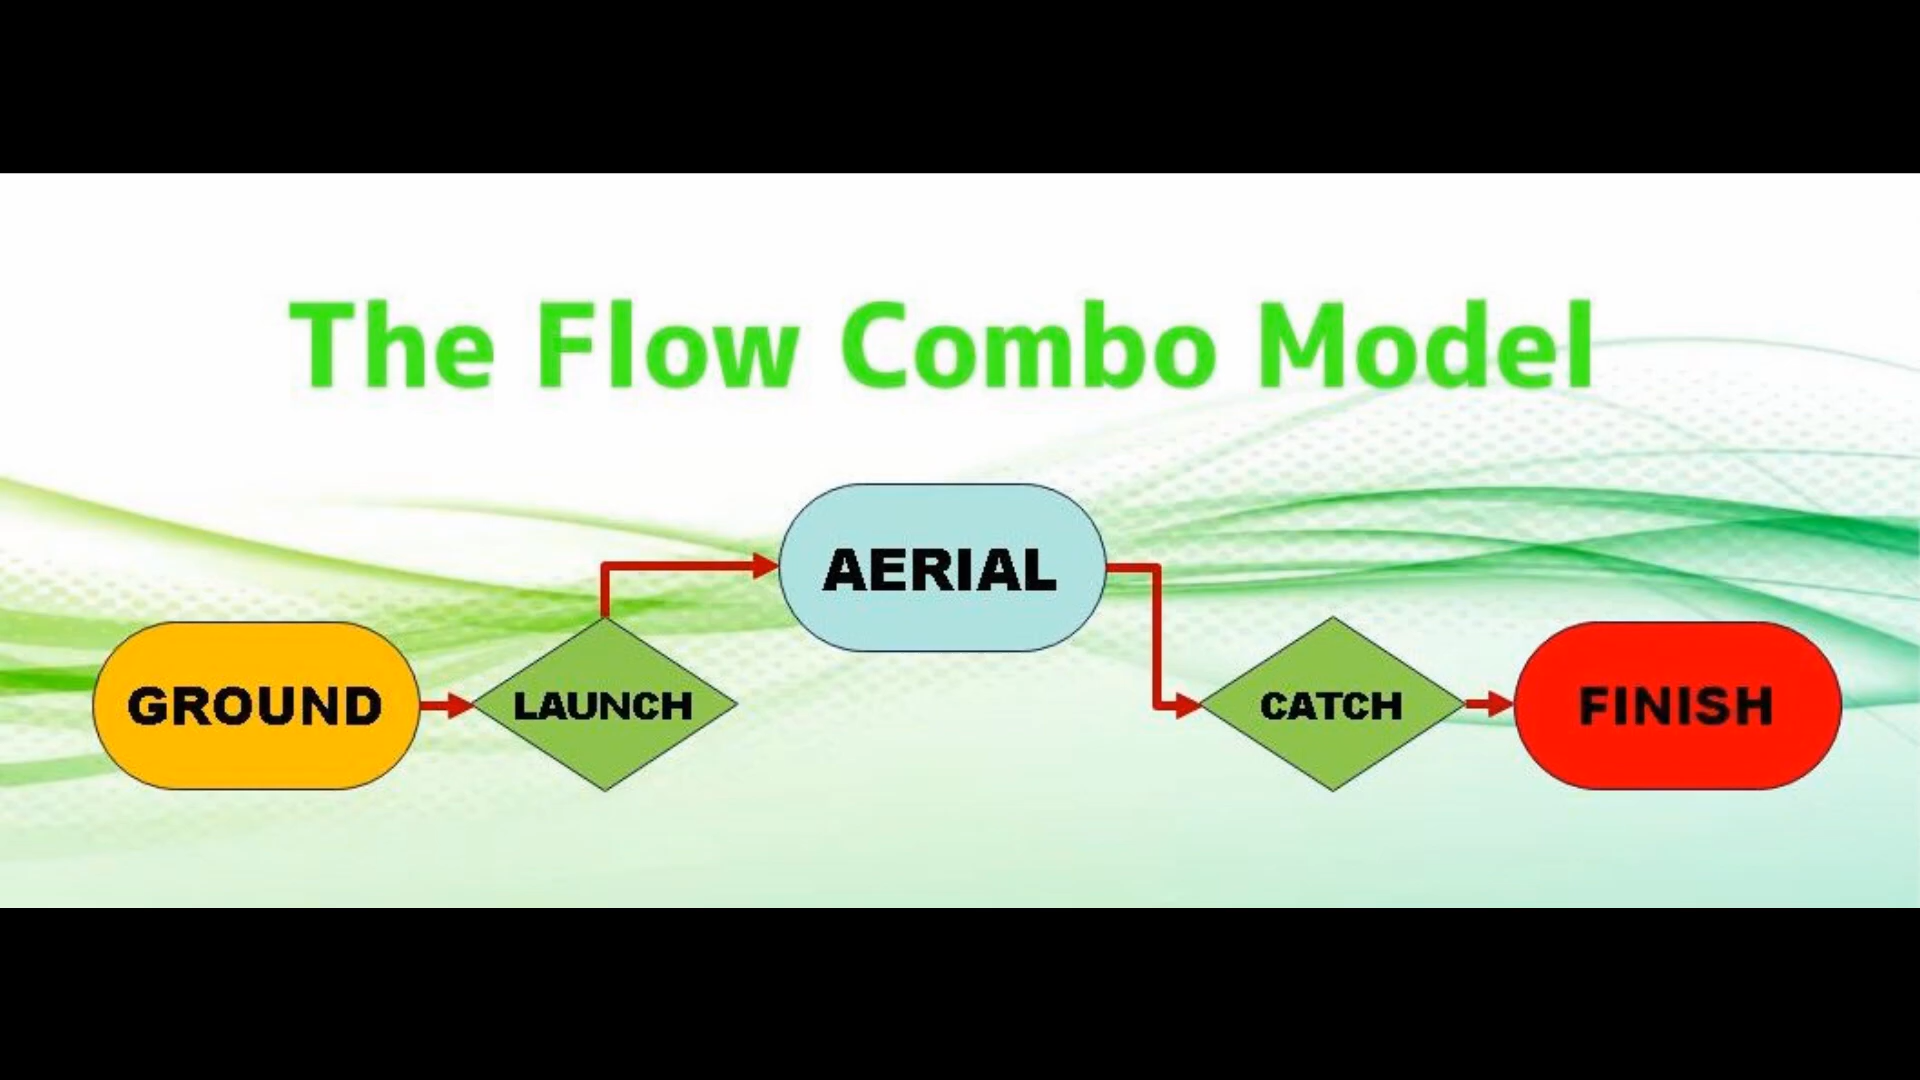 The Flow Combo Model
AERIAL
GROUND
LAUNCH
CATCH
FINISH